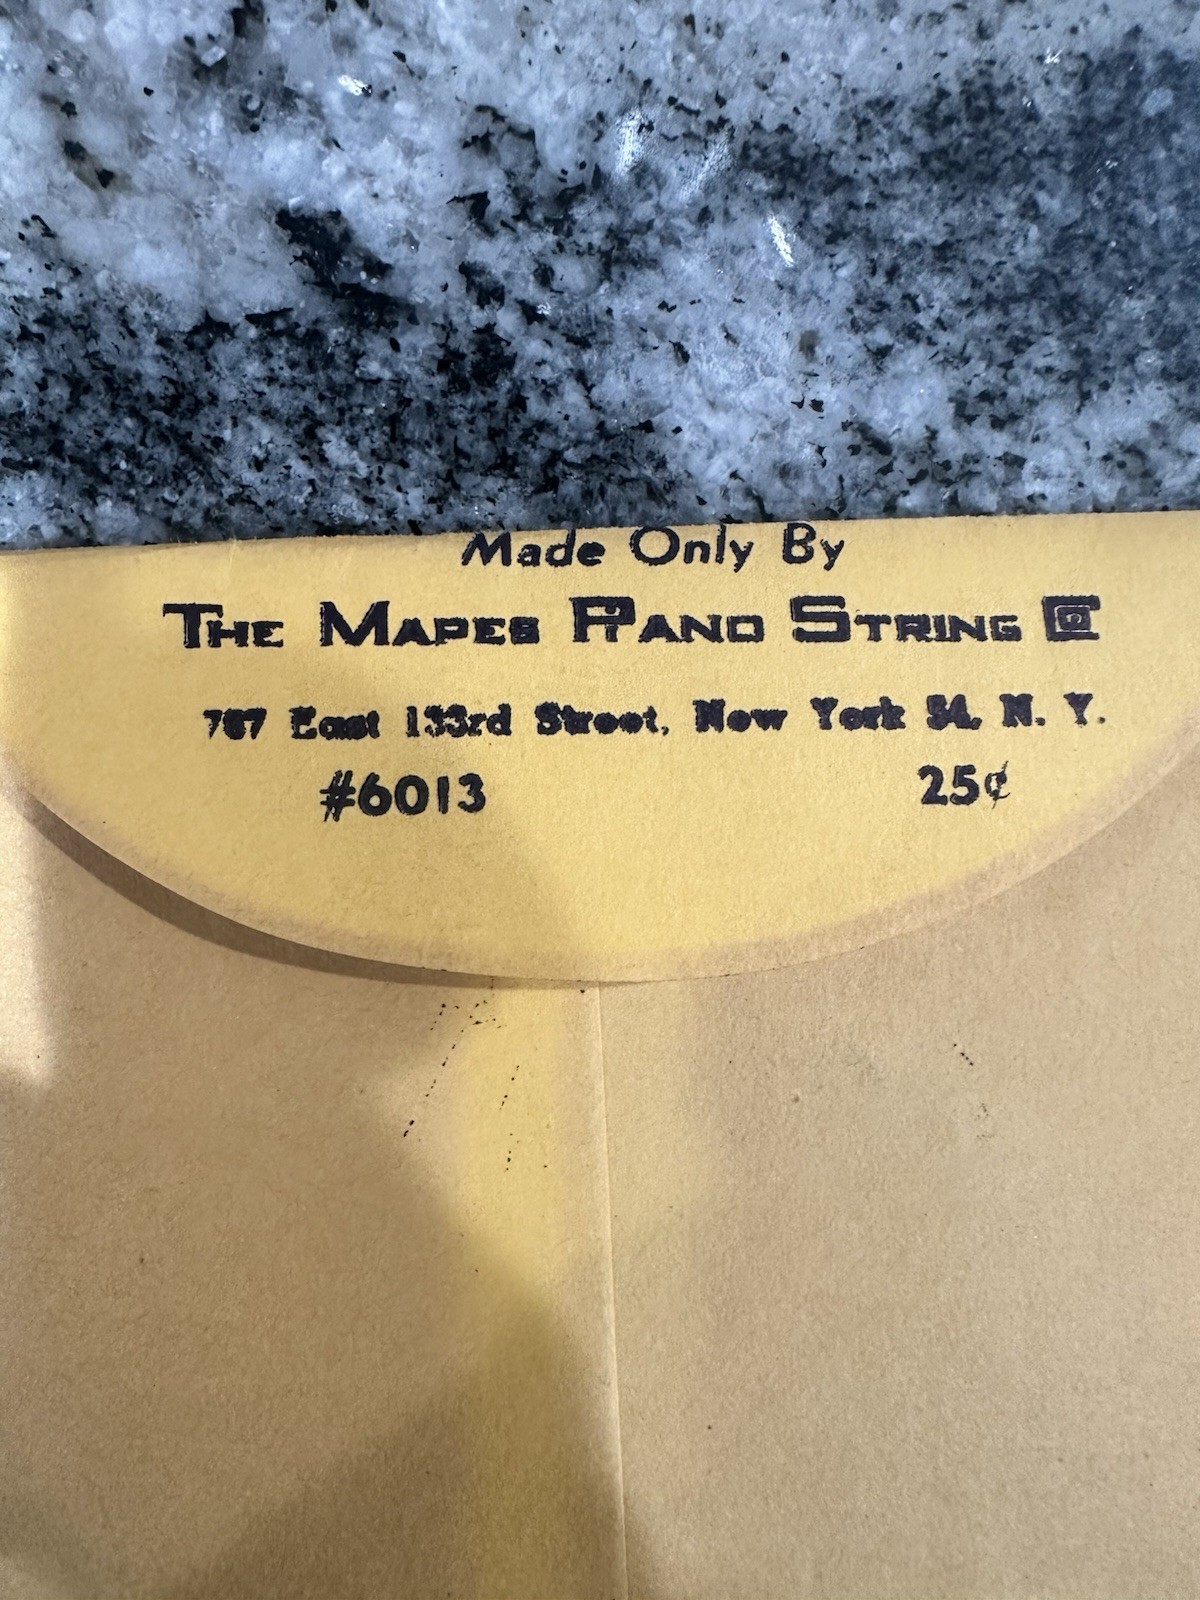 Made Only By
THE MAPES PIANO STRING CO
787 East 133rd Street, New York 54, N. Y.
#6013 25¢